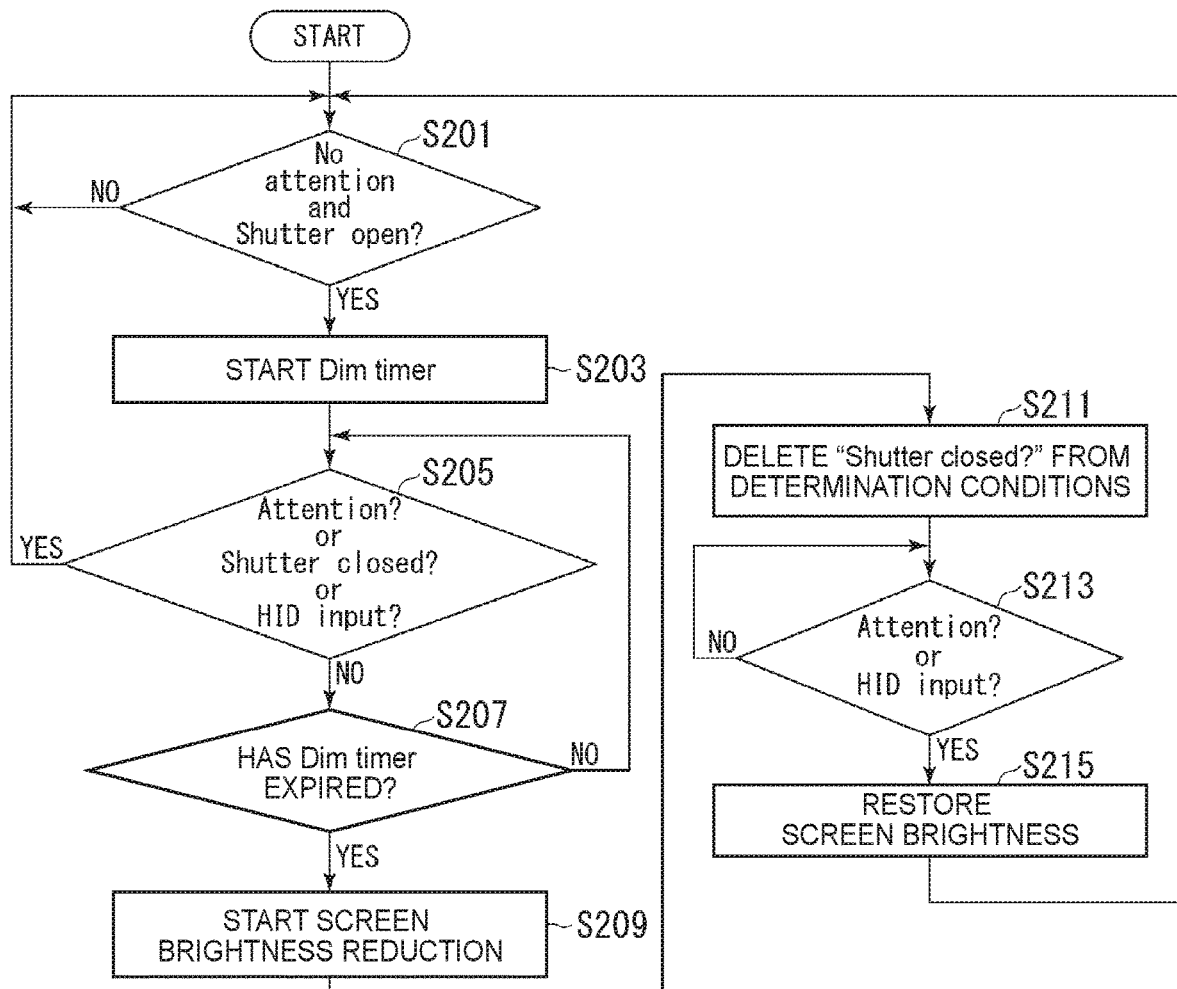 START
S201
No
attention
and
Shutter open?
NO
YES
START Dim timer
S203
S205
Attention?
or
Shutter closed?
or
HID input?
YES
NO
S207
HAS Dim timer
EXPIRED?
NO
YES
START SCREEN
BRIGHTNESS REDUCTION
S209
S211
DELETE “Shutter closed?” FROM
DETERMINATION CONDITIONS
S213
Attention?
or
HID input?
NO
YES
S215
RESTORE
SCREEN BRIGHTNESS